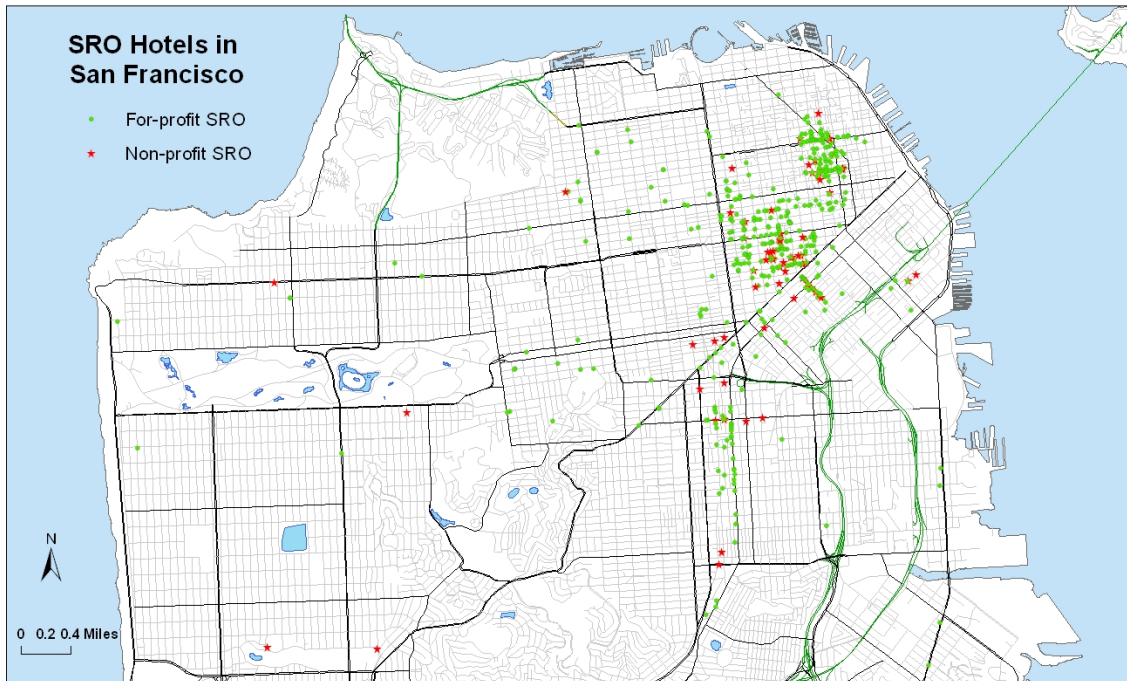 SRO Hotels in
San Francisco
For-profit SRO
Non-profit SRO
N
0 0.2 0.4 Miles